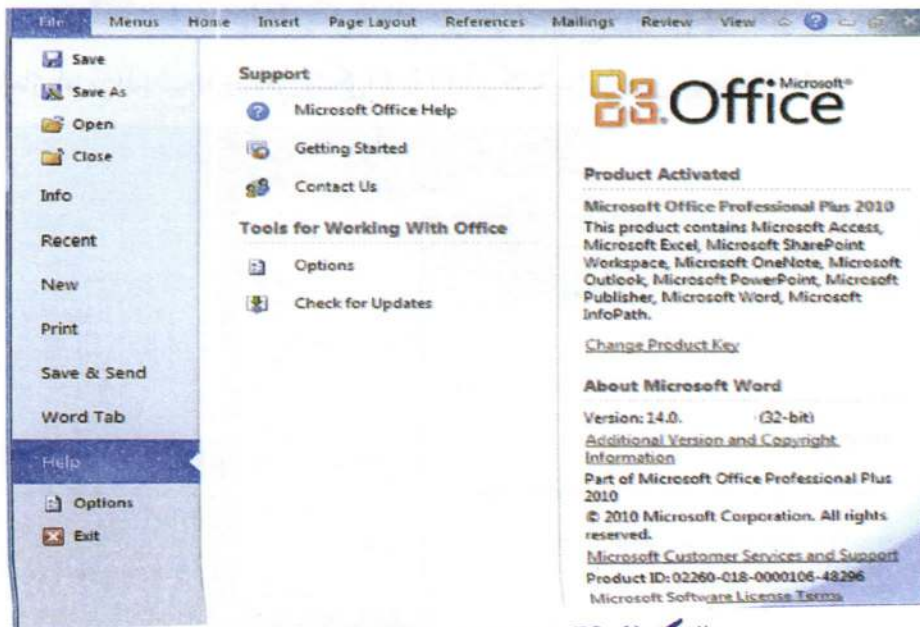 File Menus Home Insert Page Layout References Mailings Review View
Save
Save As
Open
Close
Info
Recent
New
Print
Save & Send
Word Tab
Help
Options
Exit
Support
Microsoft Office Help
Getting Started
Contact Us
Tools for Working With Office
Options
Check for Updates
Microsoft®
Office
Product Activated
Microsoft Office Professional Plus 2010
This product contains Microsoft Access,
Microsoft Excel, Microsoft SharePoint
Workspace, Microsoft OneNote, Microsoft
Outlook, Microsoft PowerPoint, Microsoft
Publisher, Microsoft Word, Microsoft
InfoPath.
Change Product Key
About Microsoft Word
Version: 14.0. (32-bit)
Additional Version and Copyright
Information
Part of Microsoft Office Professional Plus
2010
© 2010 Microsoft Corporation. All rights
reserved.
Microsoft Customer Services and Support
Product ID: 02260-018-0000106-48296
Microsoft Software License Terms